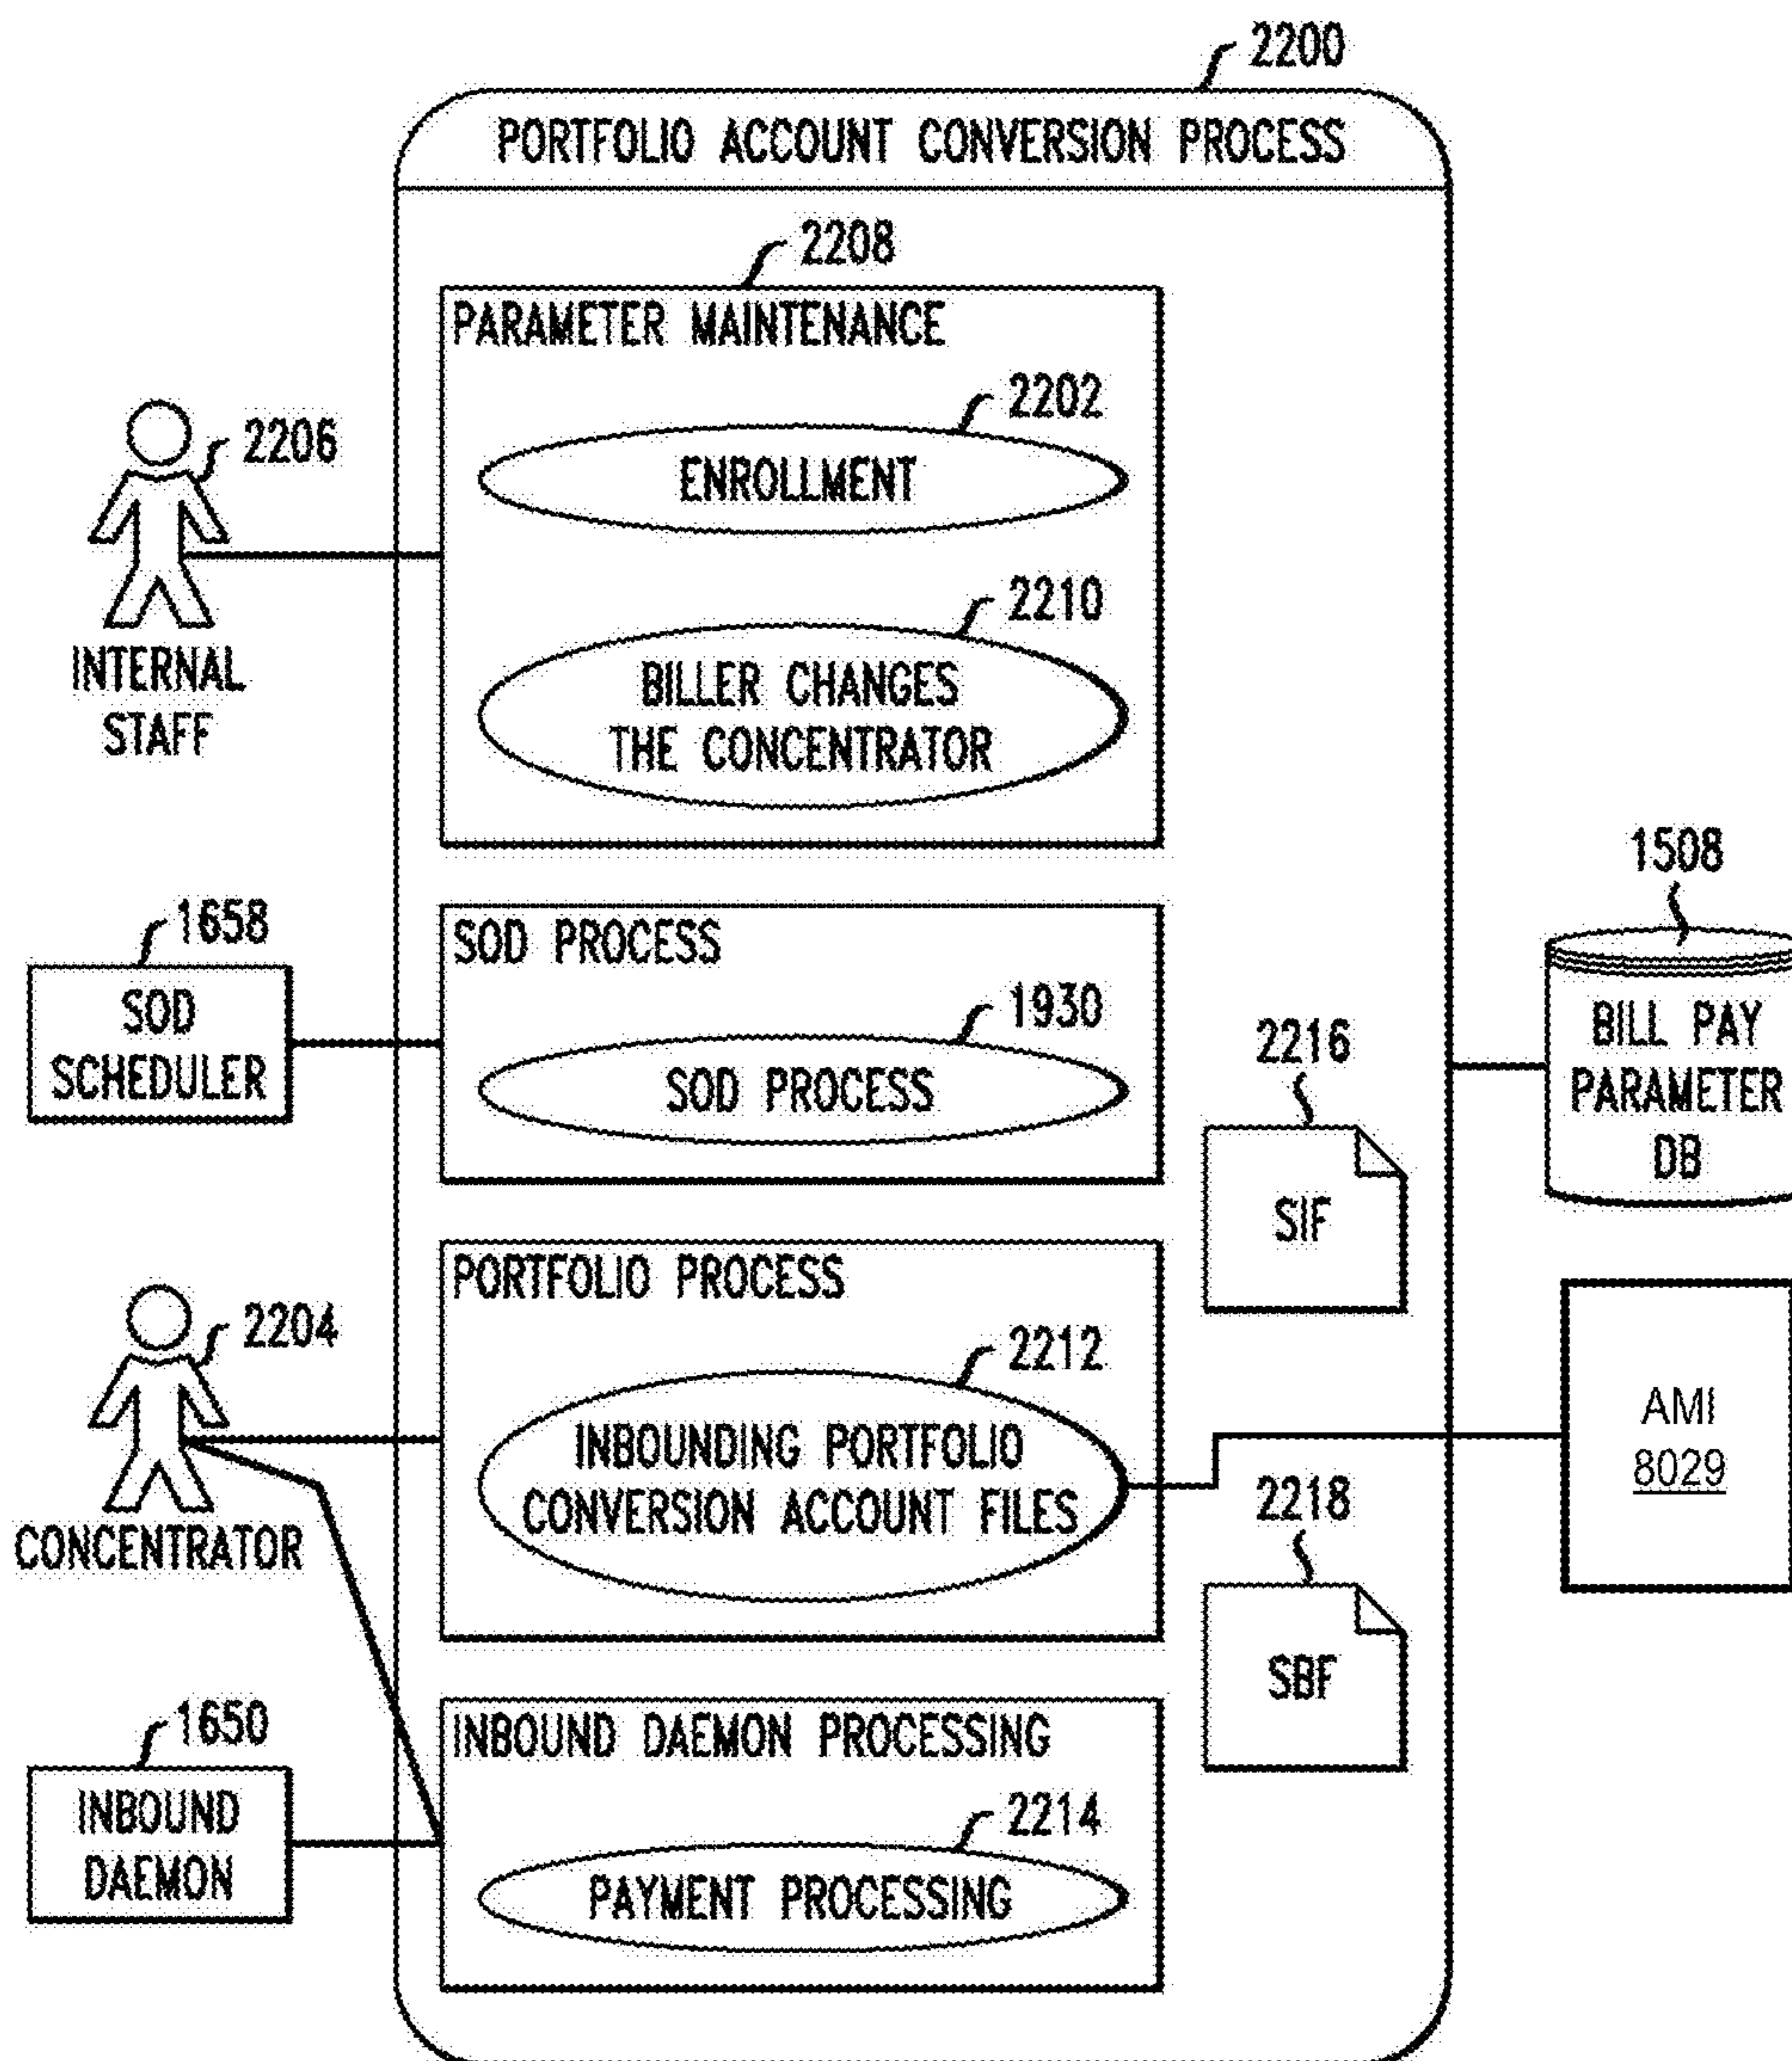 2200
PORTFOLIO ACCOUNT CONVERSION PROCESS
2208
PARAMETER MAINTENANCE
2202
ENROLLMENT
2206
INTERNAL
STAFF
2210
BILLER CHANGES
THE CONCENTRATOR
1658
SOD
SCHEDULER
SOD PROCESS
1930
SOD PROCESS
1508
BILL PAY
PARAMETER
DB
2216
SIF
2204
CONCENTRATOR
PORTFOLIO PROCESS
2212
INBOUNDING PORTFOLIO
CONVERSION ACCOUNT FILES
AMI
8029
2218
SBF
1650
INBOUND
DAEMON
INBOUND DAEMON PROCESSING
2214
PAYMENT PROCESSING